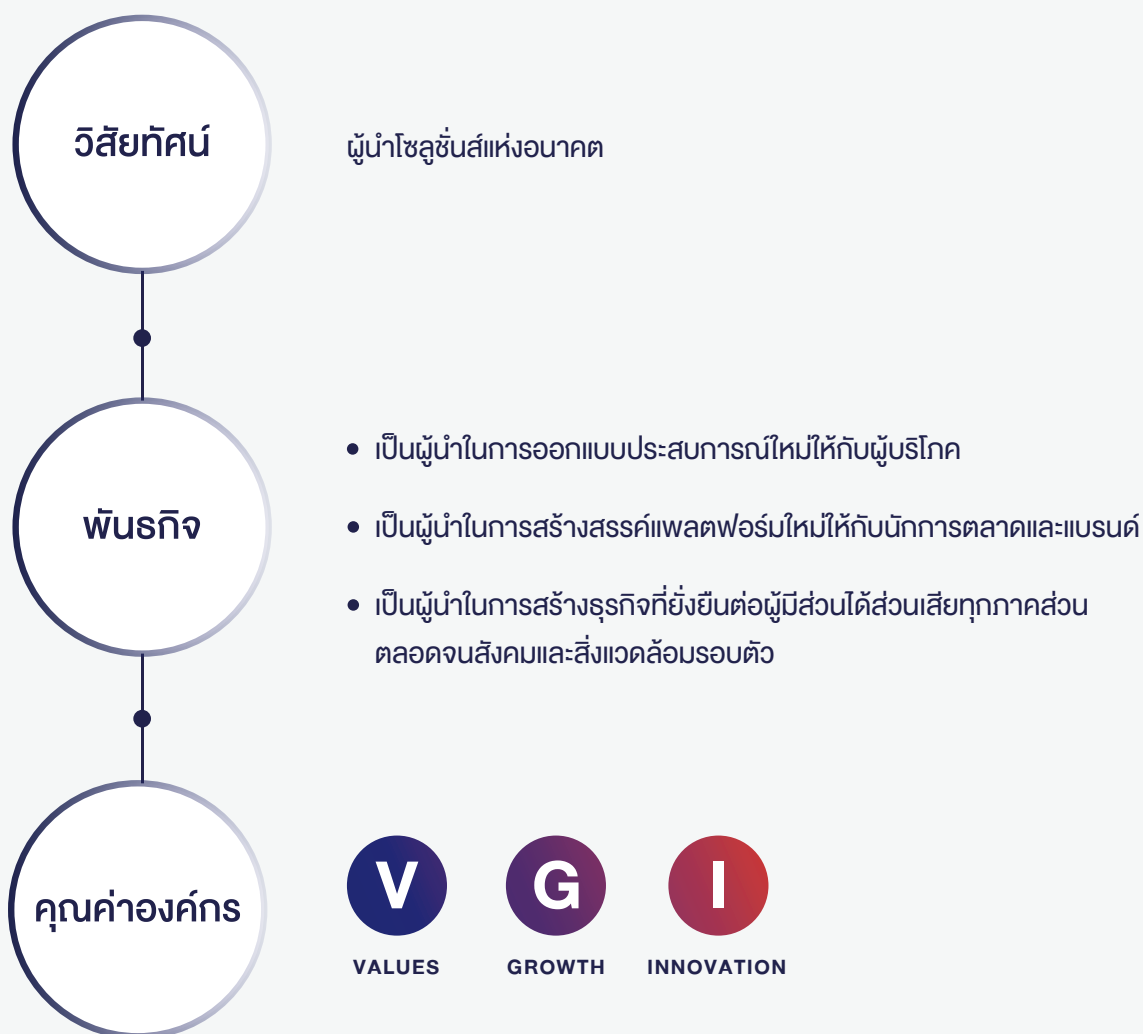 วิสัยทัศน์
ผู้นำโซลูชั่นส์แห่งอนาคต
พันธกิจ
• เป็นผู้นำในการออกแบบประสบการณ์ใหม่ให้กับผู้บริโภค
• เป็นผู้นำในการสร้างสรรค์แพลตฟอร์มใหม่ให้กับนักการตลาดและแบรนด์
• เป็นผู้นำในการสร้างธุรกิจที่ยั่งยืนต่อผู้มีส่วนได้ส่วนเสียทุกภาคส่วน
ตลอดจนสังคมและสิ่งแวดล้อมรอบตัว
คุณค่าองค์กร
V G I
VALUES GROWTH INNOVATION